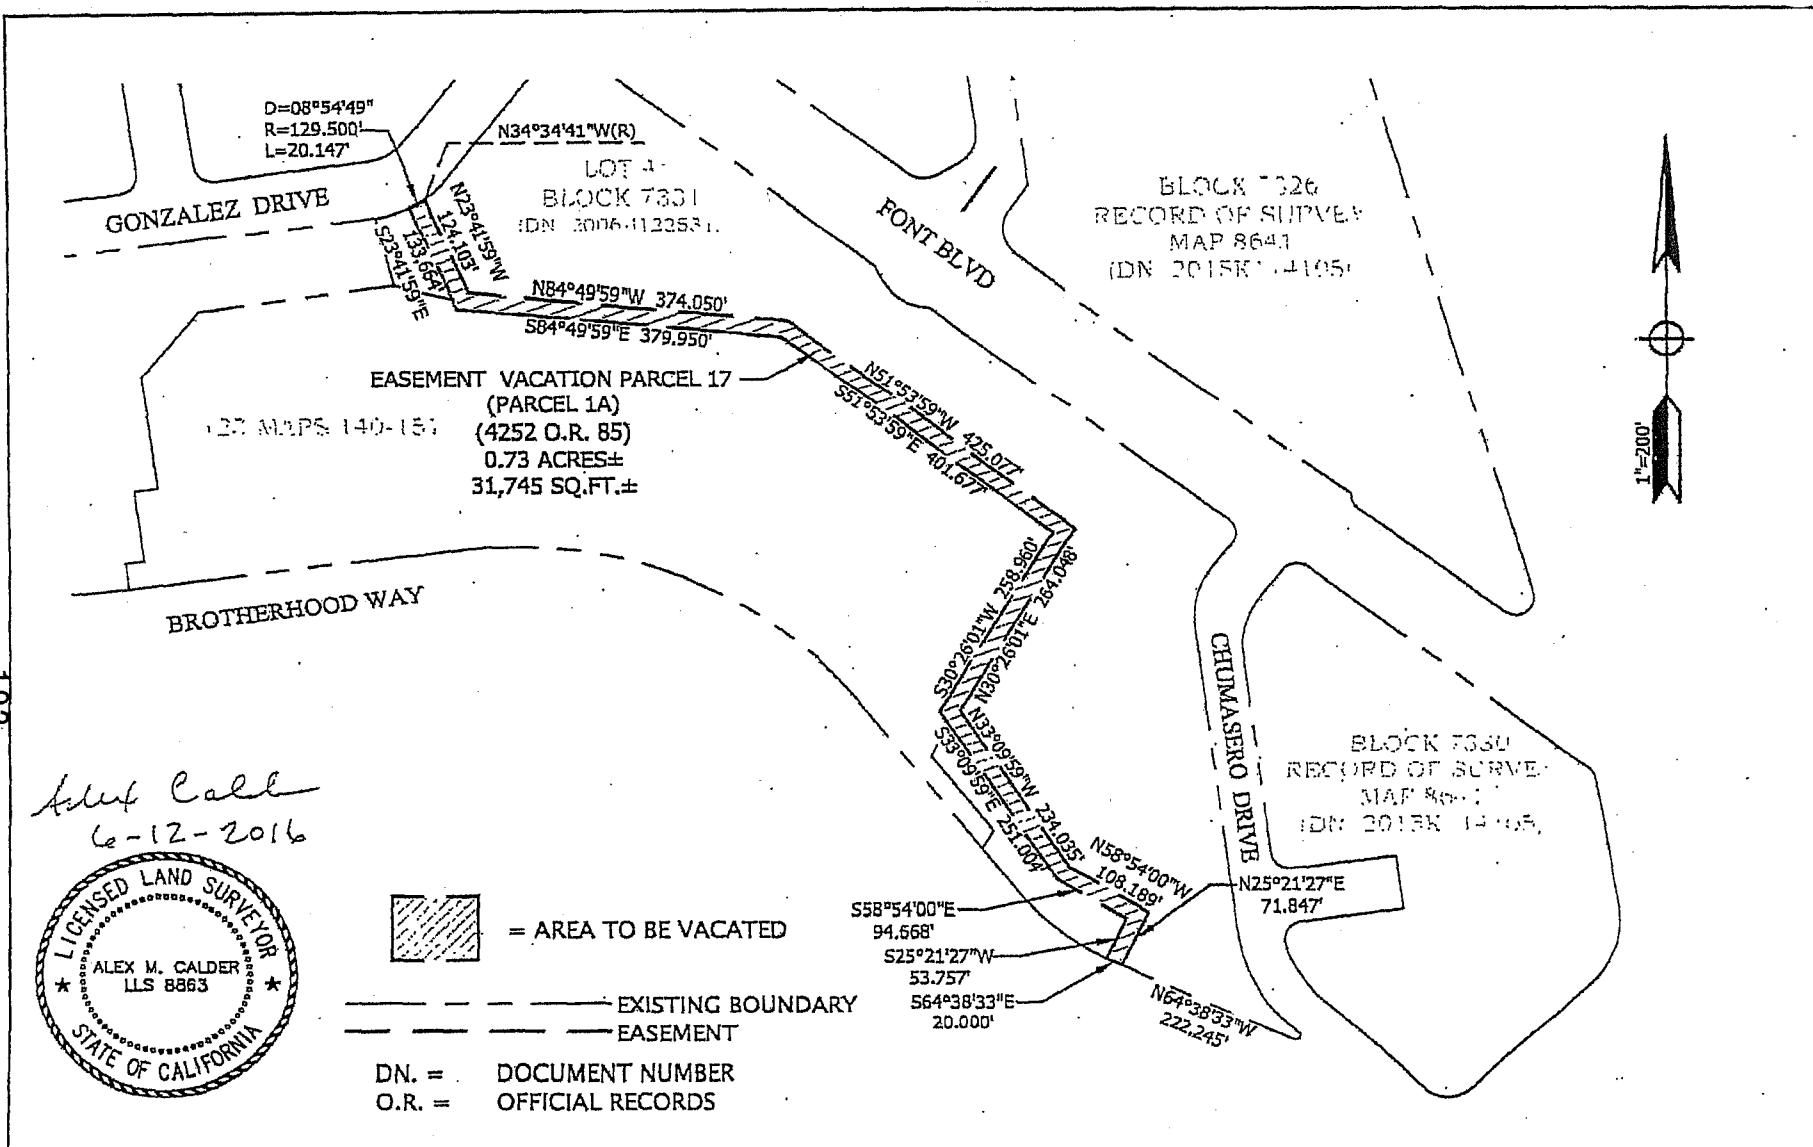 D=08°54'49"
R=129.500'
L=20.147'
N34°34'41"W(R)
LOT 4
BLOCK 7331
GONZALEZ DRIVE
N23°41'59"W
124.103'
133.664'
S23°41'59"E
N84°49'59"W 374.050'
S84°49'59"E 379.950'
FONT BLVD
BLOCK 7326
RECORD OF SURVEY
MAP 8641
EASEMENT VACATION PARCEL 17
(PARCEL 1A)
(4252 O.R. 85)
0.73 ACRES±
31,745 SQ.FT.±
MAPS 140-157
N51°53'59"W 425.077'
S51°53'59"E 401.677'
1"=200'
BROTHERHOOD WAY
S30°26'01"W 258.960'
N30°26'01"E 264.048'
CHUMASERO DRIVE
BLOCK 7330
RECORD OF SURVE
N33°09'59"W 234.035'
S33°09'59"E 251.004'
N58°54'00"W
108.189'
N25°21'27"E
71.847'
S58°54'00"E
94.668'
S25°21'27"W
53.757'
S64°38'33"E
20.000'
N64°38'33"W
222.245'
6-12-2016
LICENSED LAND SURVEYOR
ALEX M. CALDER
LLS 8863
STATE OF CALIFORNIA
= AREA TO BE VACATED
EXISTING BOUNDARY
EASEMENT
DN. = DOCUMENT NUMBER
O.R. = OFFICIAL RECORDS